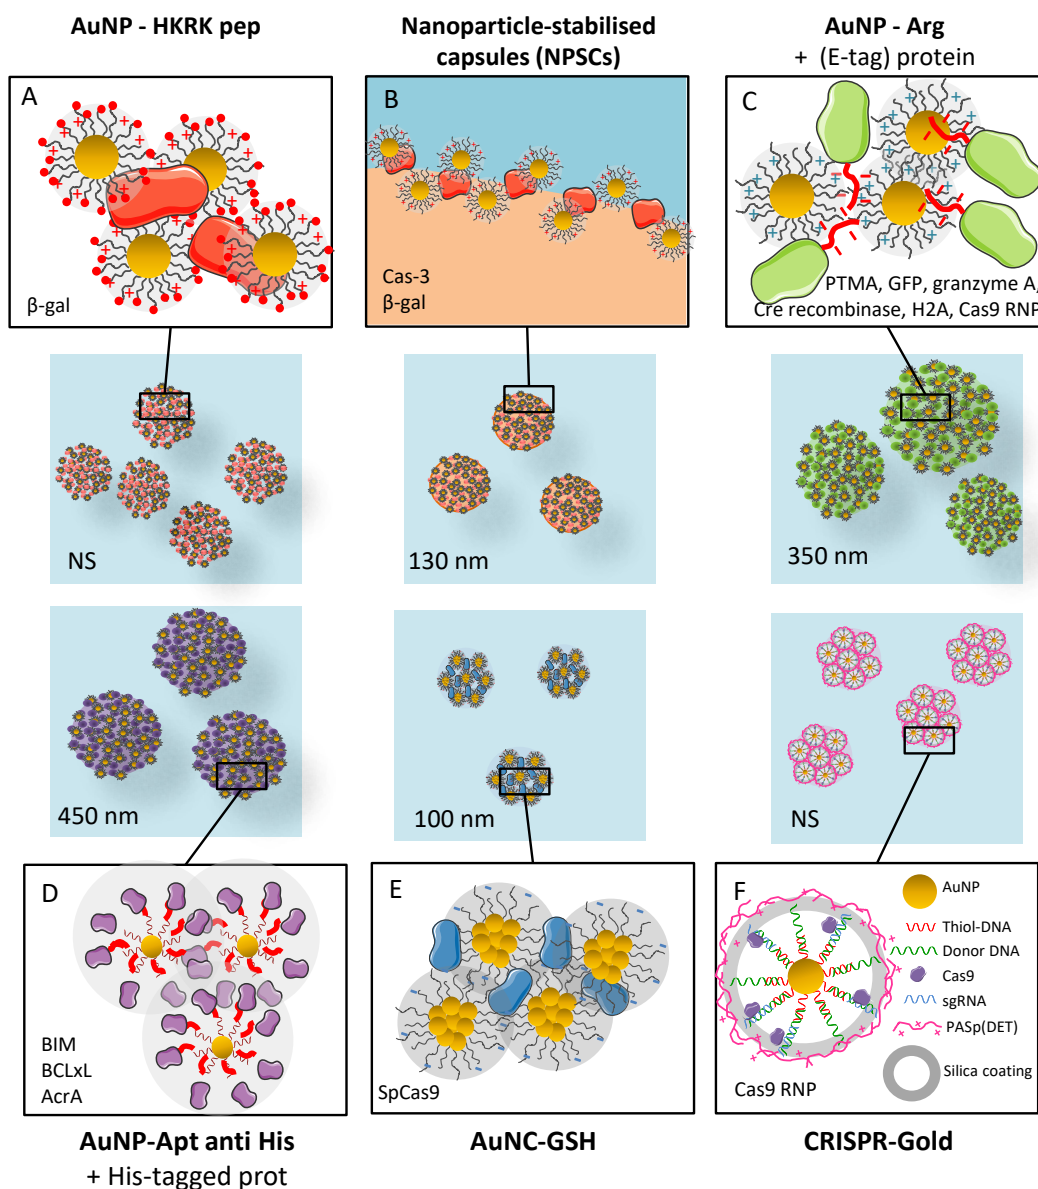 AuNP - HKRK pep
Nanoparticle-stabilised
capsules (NPSCs)
AuNP - Arg
+ (E-tag) protein
A
β-gal
B
Cas-3
β-gal
C
PTMA, GFP, granzyme A,
Cre recombinase, H2A, Cas9 RNP
NS
130 nm
350 nm
450 nm
100 nm
NS
D
BIM
BCLxL
AcrA
E
SpCas9
F
AuNP
Thiol-DNA
Donor DNA
Cas9
sgRNA
PASp(DET)
Silica coating
Cas9 RNP
AuNP-Apt anti His
+ His-tagged prot
AuNC-GSH
CRISPR-Gold